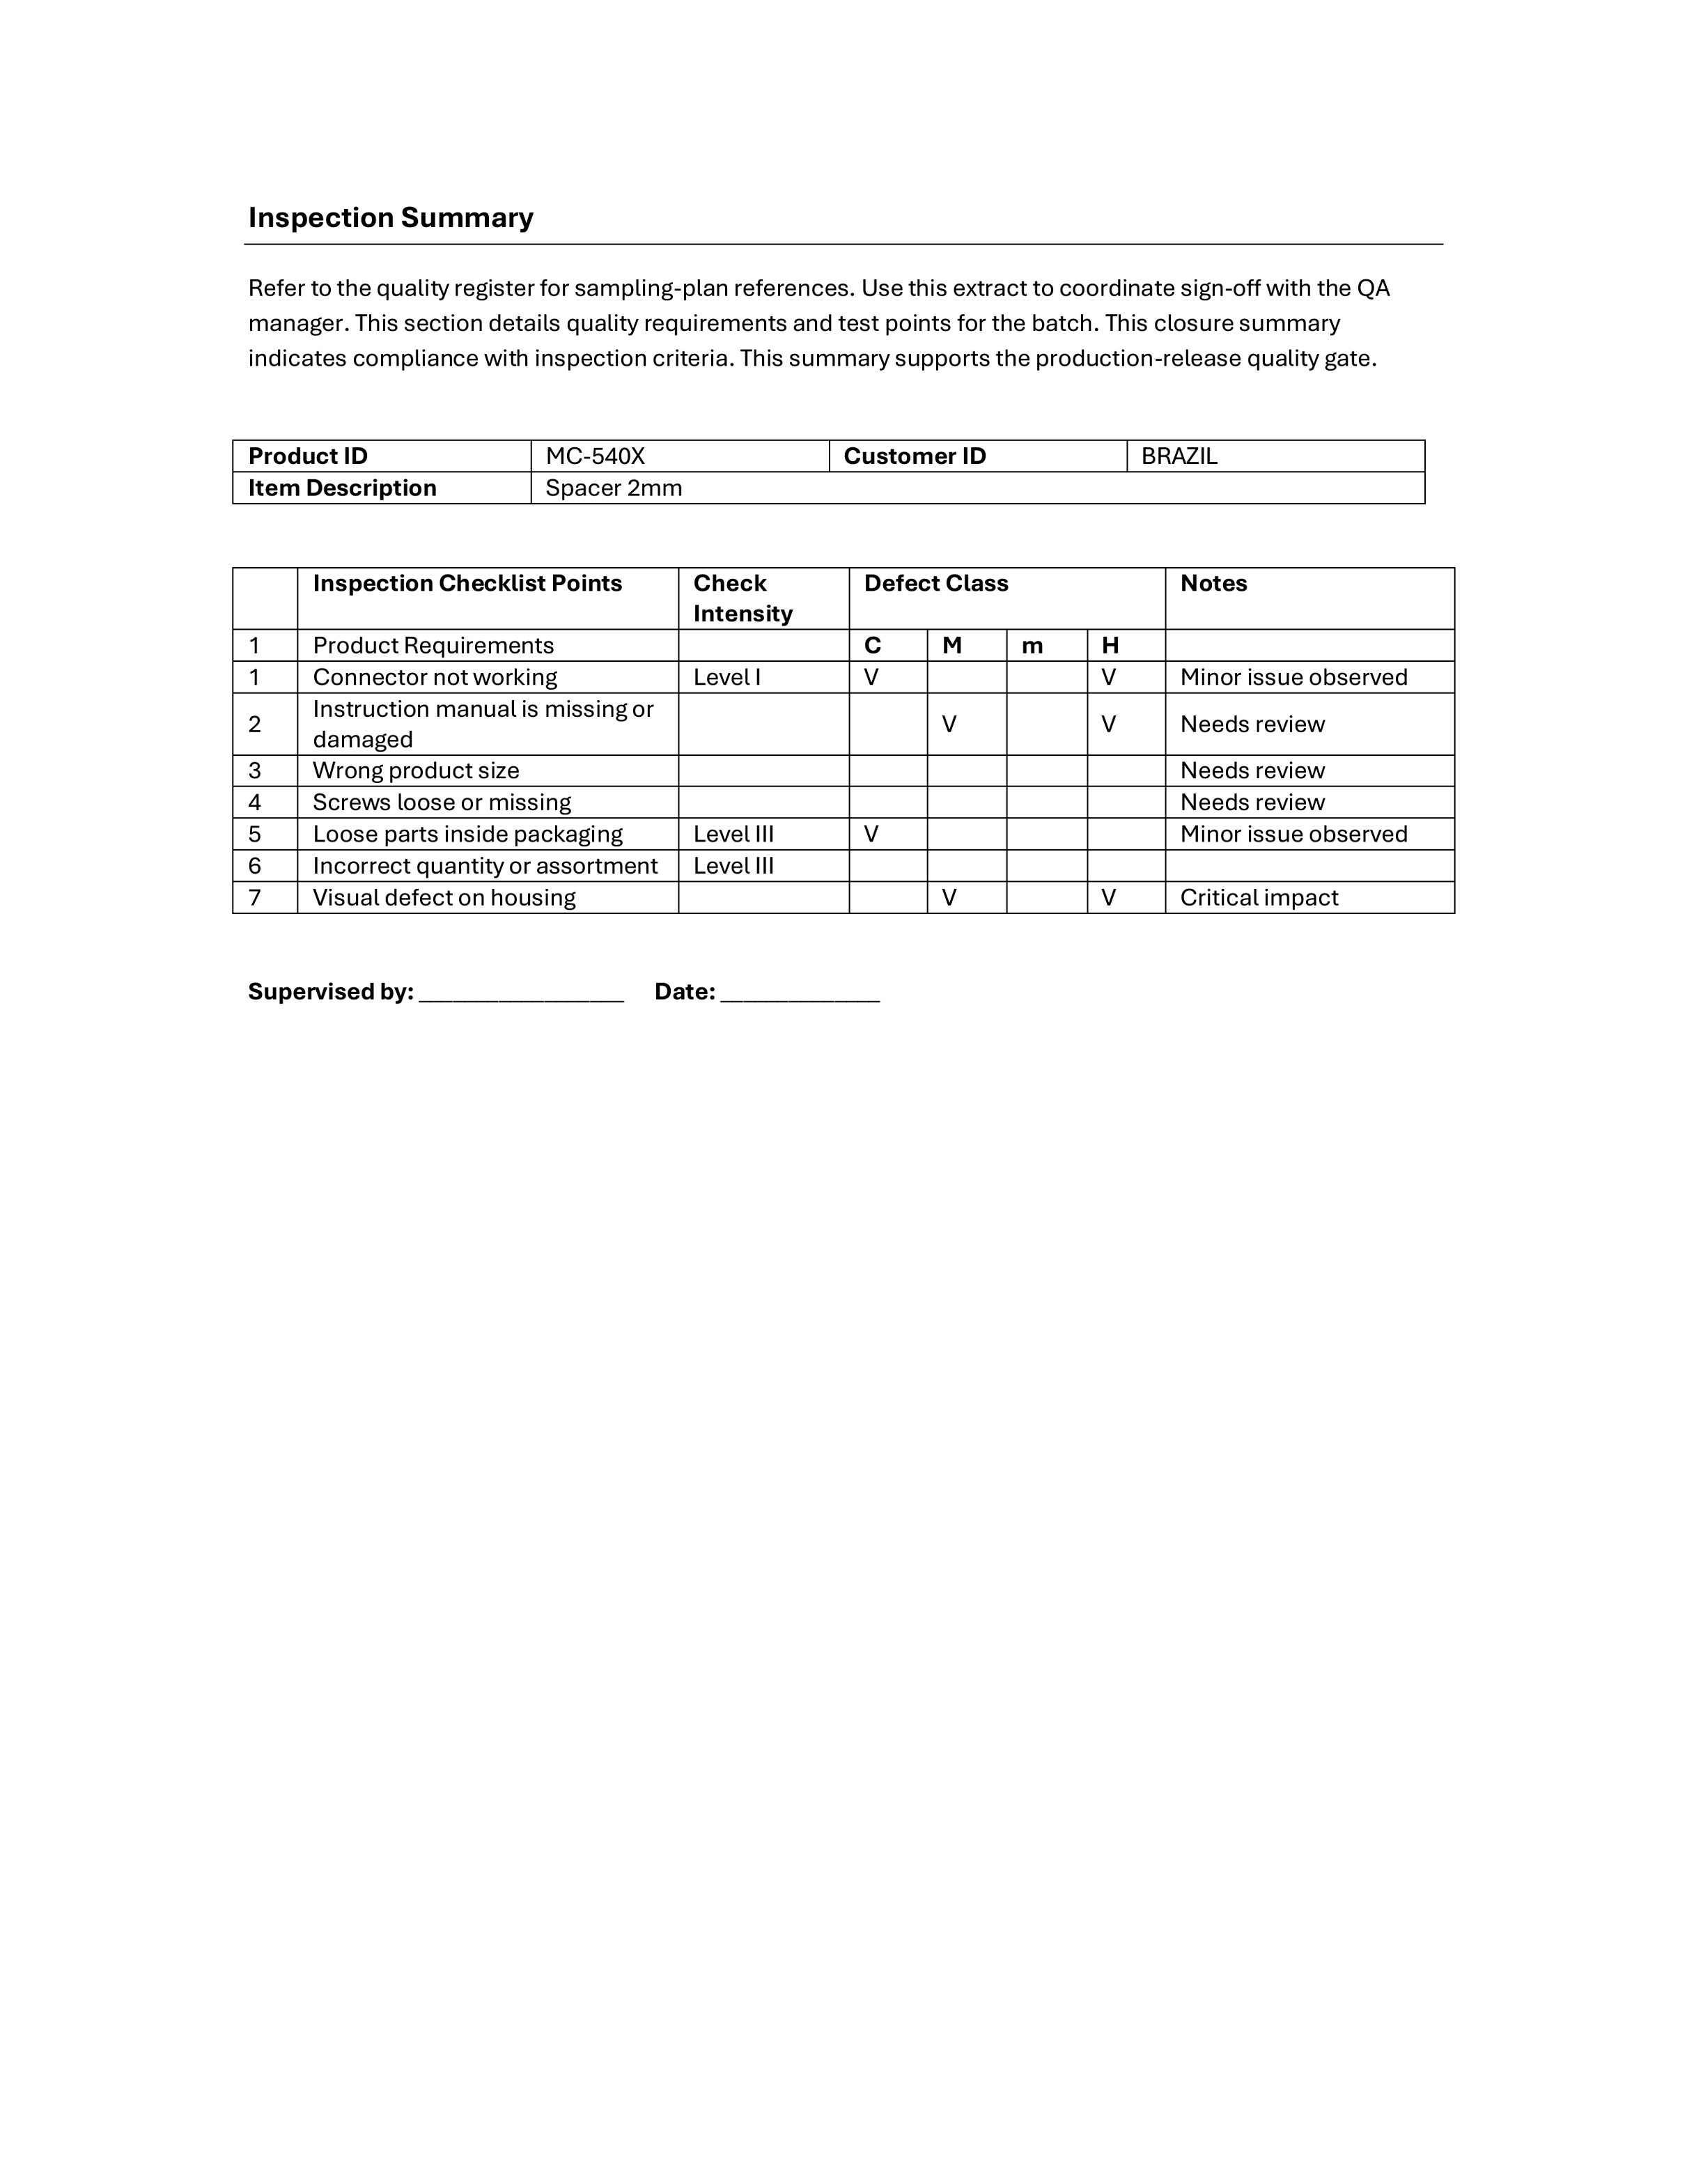 Inspection Summary
Refer to the quality register for sampling-plan references. Use this extract to coordinate sign-off with the QA
manager. This section details quality requirements and test points for the batch. This closure summary
indicates compliance with inspection criteria. This summary supports the production-release quality gate.
Product ID MC-540X Customer ID BRAZIL
Item Description Spacer 2mm
Inspection Checklist Points Check Defect Class Notes
Intensity
1 Product Requirements C M m H
1 Connector not working Level I V V Minor issue observed
Instruction manual is missing or
2 V V Needs review
damaged
3 Wrong product size Needs review
4 Screws loose or missing Needs review
5 Loose parts inside packaging Level III V Minor issue observed
6 Incorrect quantity or assortment Level III
7 Visual defect on housing V V Critical impact
Supervised by: __________________ Date: ______________